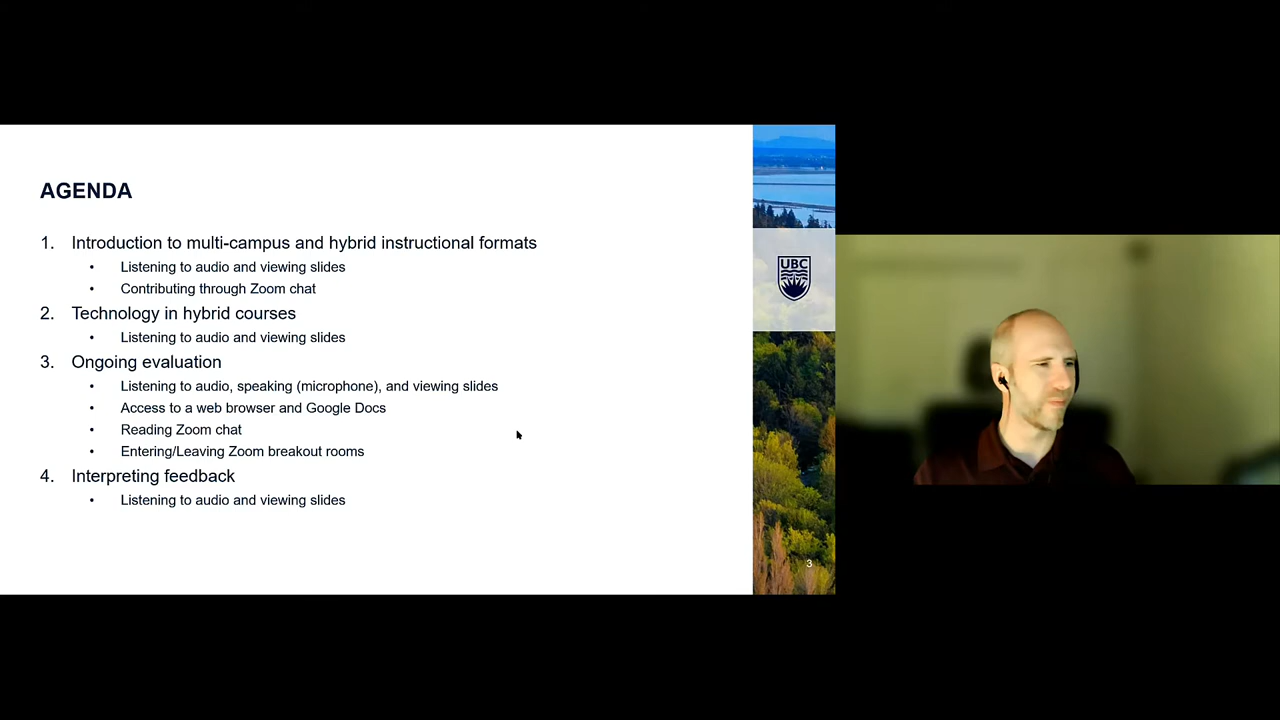 AGENDA
1. Introduction to multi-campus and hybrid instructional formats
• Listening to audio and viewing slides
• Contributing through Zoom chat
2. Technology in hybrid courses
• Listening to audio and viewing slides
3. Ongoing evaluation
• Listening to audio, speaking (microphone), and viewing slides
• Access to a web browser and Google Docs
• Reading Zoom chat
• Entering/Leaving Zoom breakout rooms
4. Interpreting feedback
• Listening to audio and viewing slides
UBC
3